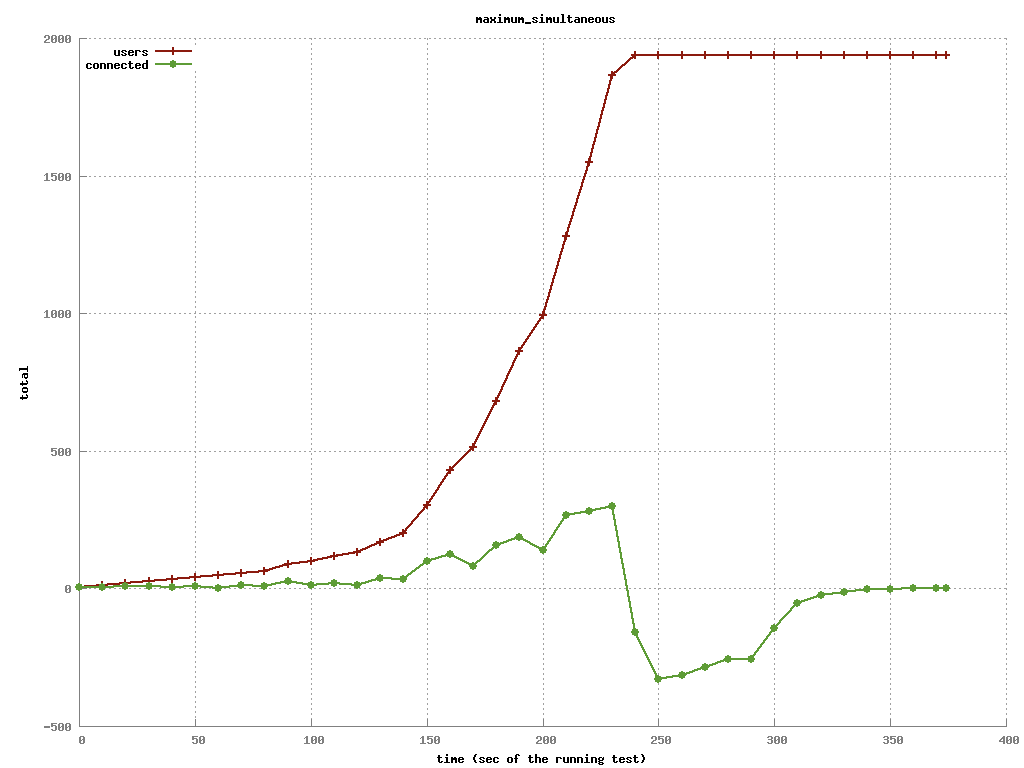 maximum_simultaneous
users
connected
2000
1500
1000
500
0
-500
total
0 50 100 150 200 250 300 350 400
time (sec of the running test)